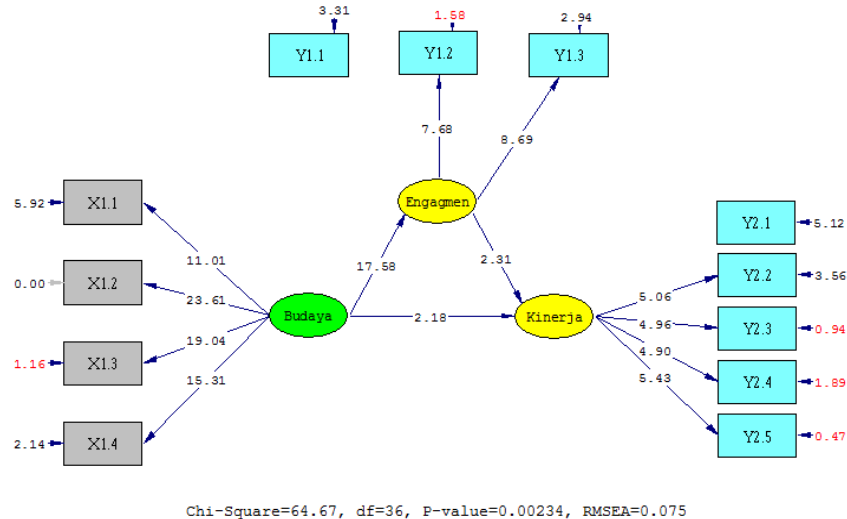 3.31
1.58
2.94
Y1.1
Y1.2
Y1.3
7.68
8.69
5.92
X1.1
Engagmen
Y2.1
5.12
11.01
17.58
2.31
0.00
X1.2
23.61
5.06
Y2.2
3.56
Budaya
2.18
Kinerja
4.96
Y2.3
0.94
19.04
4.90
1.16
X1.3
15.31
5.43
Y2.4
1.89
2.14
X1.4
Y2.5
0.47
Chi-Square=64.67, df=36, P-value=0.00234, RMSEA=0.075